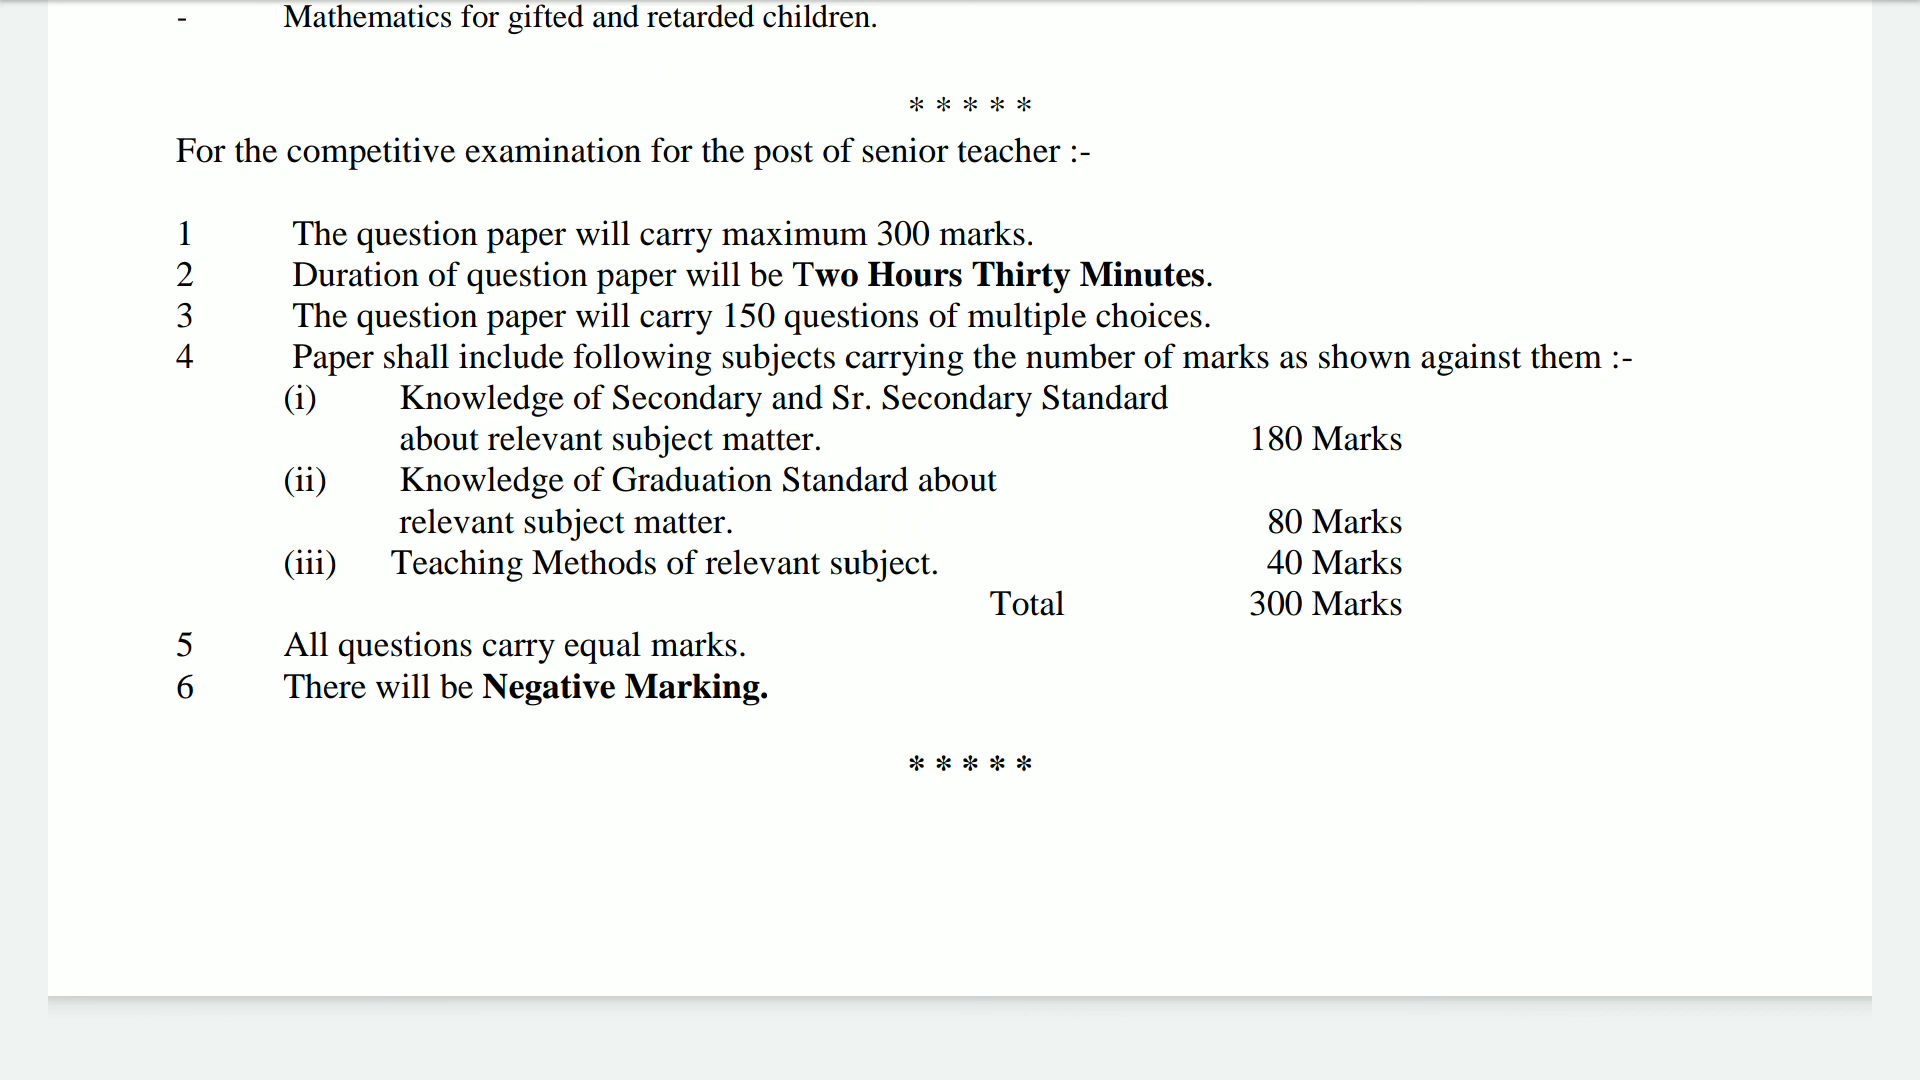 - Mathematics for gifted and retarded children.
* * * * *
For the competitive examination for the post of senior teacher :-
1 The question paper will carry maximum 300 marks.
2 Duration of question paper will be Two Hours Thirty Minutes.
3 The question paper will carry 150 questions of multiple choices.
4 Paper shall include following subjects carrying the number of marks as shown against them :-
(i) Knowledge of Secondary and Sr. Secondary Standard
about relevant subject matter. 180 Marks
(ii) Knowledge of Graduation Standard about
relevant subject matter. 80 Marks
(iii) Teaching Methods of relevant subject. 40 Marks
Total 300 Marks
5 All questions carry equal marks.
6 There will be Negative Marking.
* * * * *